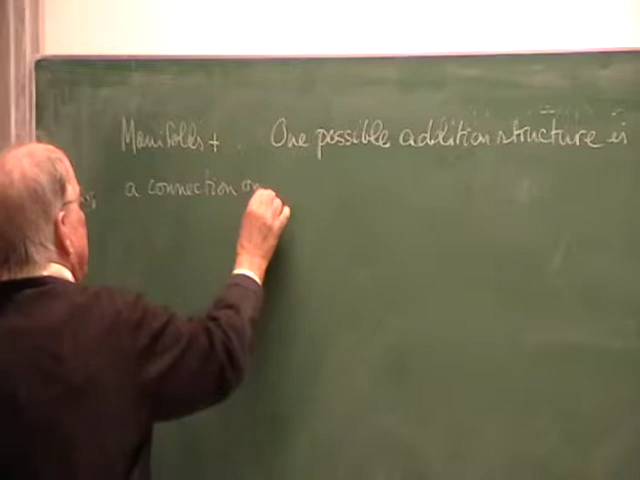 Manifolds + . One possible addition structure is
a connection on